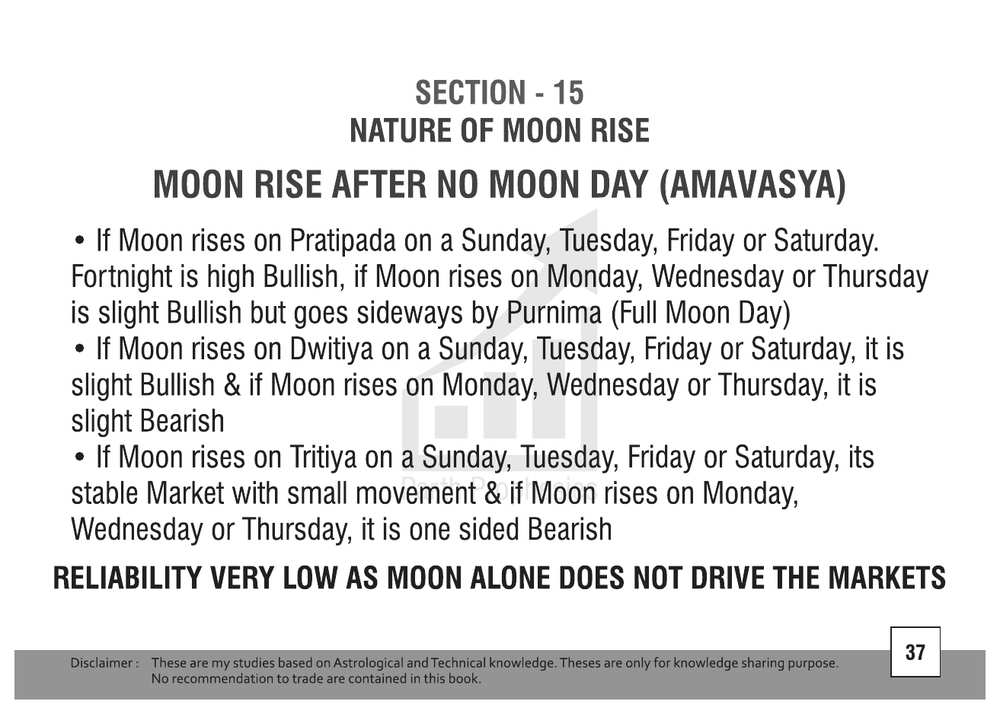 SECTION - 15
NATURE OF MOON RISE
MOON RISE AFTER NO MOON DAY (AMAVASYA)
• If Moon rises on Pratipada on a Sunday, Tuesday, Friday or Saturday.
Fortnight is high Bullish, if Moon rises on Monday, Wednesday or Thursday
is slight Bullish but goes sideways by Purnima (Full Moon Day)
• If Moon rises on Dwitiya on a Sunday, Tuesday, Friday or Saturday, it is
slight Bullish & if Moon rises on Monday, Wednesday or Thursday, it is
slight Bearish
• If Moon rises on Tritiya on a Sunday, Tuesday, Friday or Saturday, its
stable Market with small movement & if Moon rises on Monday,
Wednesday or Thursday, it is one sided Bearish
RELIABILITY VERY LOW AS MOON ALONE DOES NOT DRIVE THE MARKETS
Disclaimer : These are my studies based on Astrological and Technical knowledge. Theses are only for knowledge sharing purpose.
No recommendation to trade are contained in this book.
37